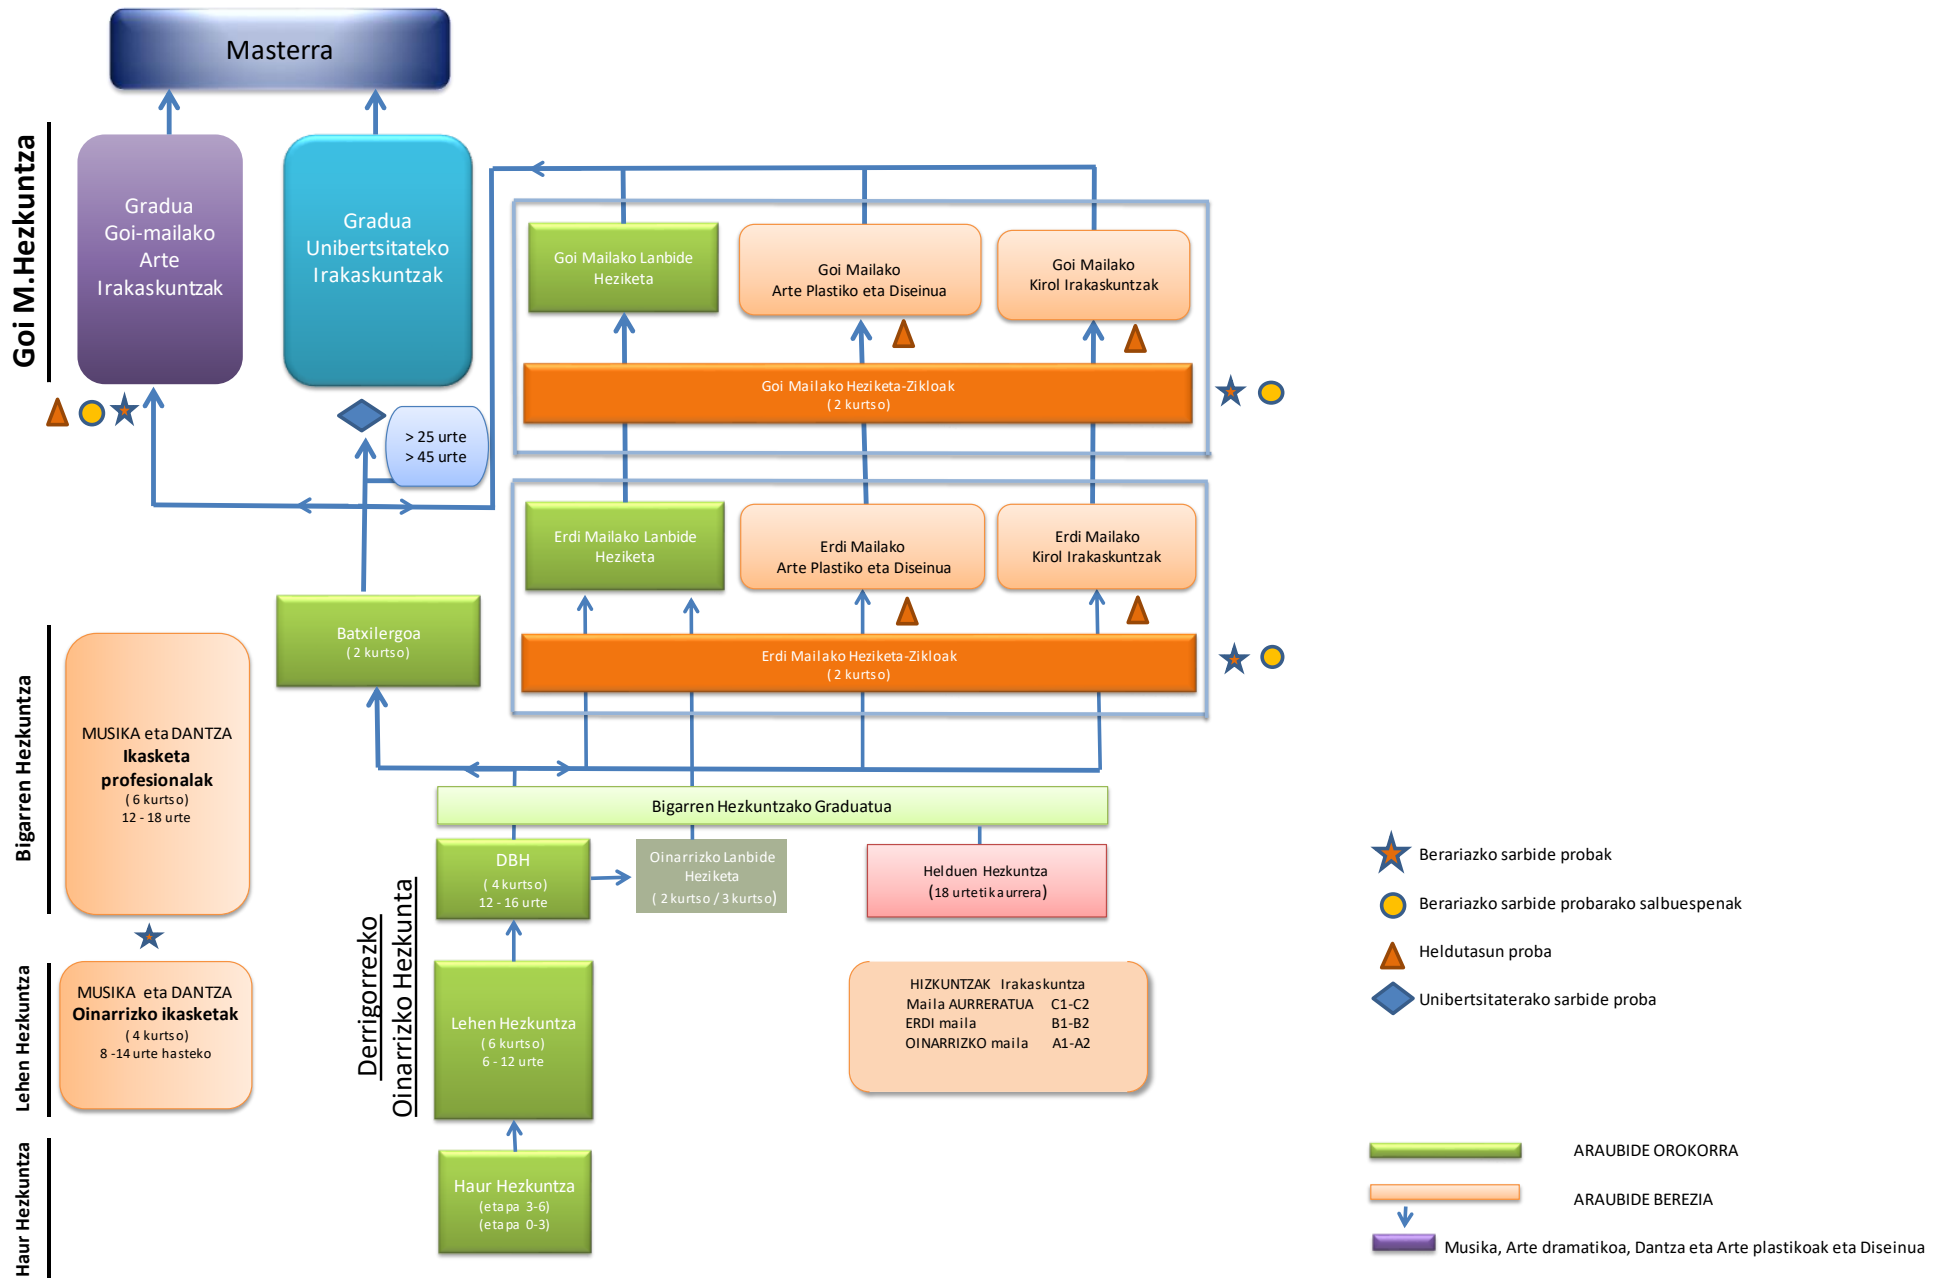 Masterra
Goi M.Hezkuntza
Gradua
Goi-mailako
Arte
Irakaskuntzak
Gradua
Unibertsitateko
Irakaskuntzak
Goi Mailako Lanbide
Heziketa
Goi Mailako
Arte Plastiko eta Diseinua
Goi Mailako
Kirol Irakaskuntzak
Goi Mailako Heziketa-Zikloak
( 2 kurtso)
> 25 urte
> 45 urte
Erdi Mailako Lanbide
Heziketa
Erdi Mailako
Arte Plastiko eta Diseinua
Erdi Mailako
Kirol Irakaskuntzak
Erdi Mailako Heziketa-Zikloak
( 2 kurtso)
Batxilergoa
( 2 kurtso)
Bigarren Hezkuntza
MUSIKA eta DANTZA
Ikasketa
profesionalak
( 6 kurtso)
12 - 18 urte
Bigarren Hezkuntzako Graduatua
DBH
( 4 kurtso)
12 - 16 urte
Oinarrizko Lanbide
Heziketa
( 2 kurtso / 3 kurtso)
Helduen Hezkuntza
(18 urtetik aurrera)
Derrigorrezko
Oinarrizko Hezkunta
Lehen Hezkuntza
MUSIKA eta DANTZA
Oinarrizko ikasketak
( 4 kurtso)
8 -14 urte hasteko
Lehen Hezkuntza
( 6 kurtso)
6 - 12 urte
HIZKUNTZAK Irakaskuntza
Maila AURRERATUA C1-C2
ERDI maila B1-B2
OINARRIZKO maila A1-A2
Haur Hezkuntza
Haur Hezkuntza
(etapa 3-6)
(etapa 0-3)
Berariazko sarbide probak
Berariazko sarbide probarako salbuespenak
Heldutasun proba
Unibertsitaterako sarbide proba
ARAUBIDE OROKORRA
ARAUBIDE BEREZIA
Musika, Arte dramatikoa, Dantza eta Arte plastikoak eta Diseinua